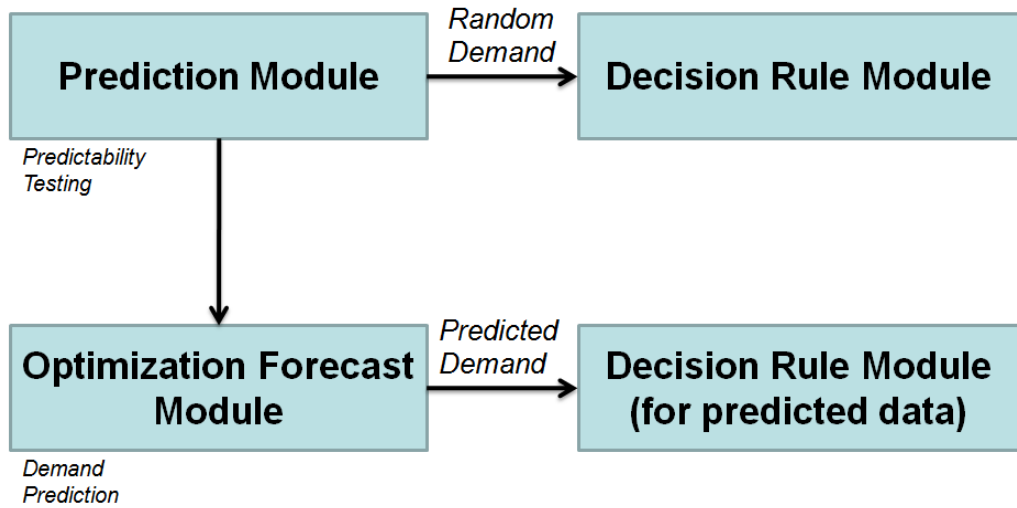 Random
Demand
Prediction Module
Decision Rule Module
Predictability
Testing
Predicted
Demand
Optimization Forecast
Module
Decision Rule Module
(for predicted data)
Demand
Prediction